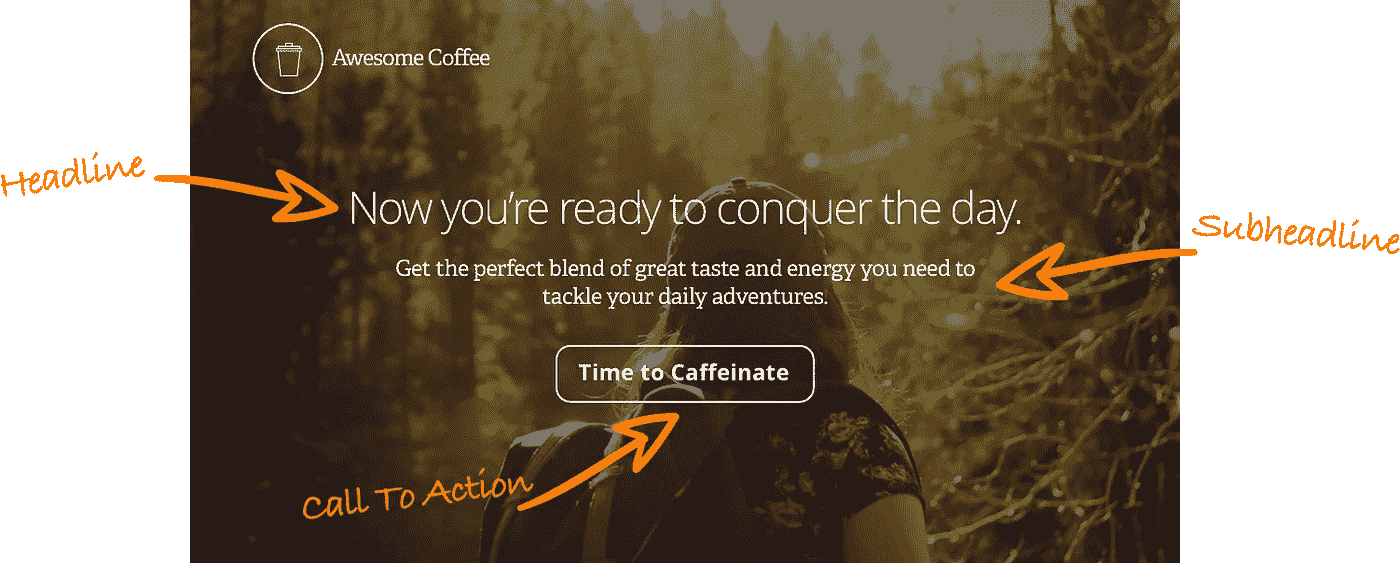 Awesome Coffee
Headline
Now you're ready to conquer the day.
Subheadline
Get the perfect blend of great taste and energy you need to
tackle your daily adventures.
Time to Caffeinate
Call To Action